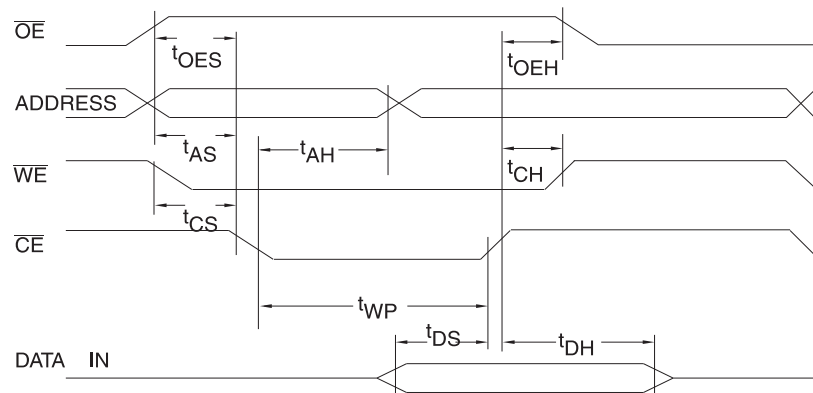 OE
tOES
tOEH
ADDRESS
tAS
tAH
WE
tCH
tCS
CE
tWP
tDS
tDH
DATA IN